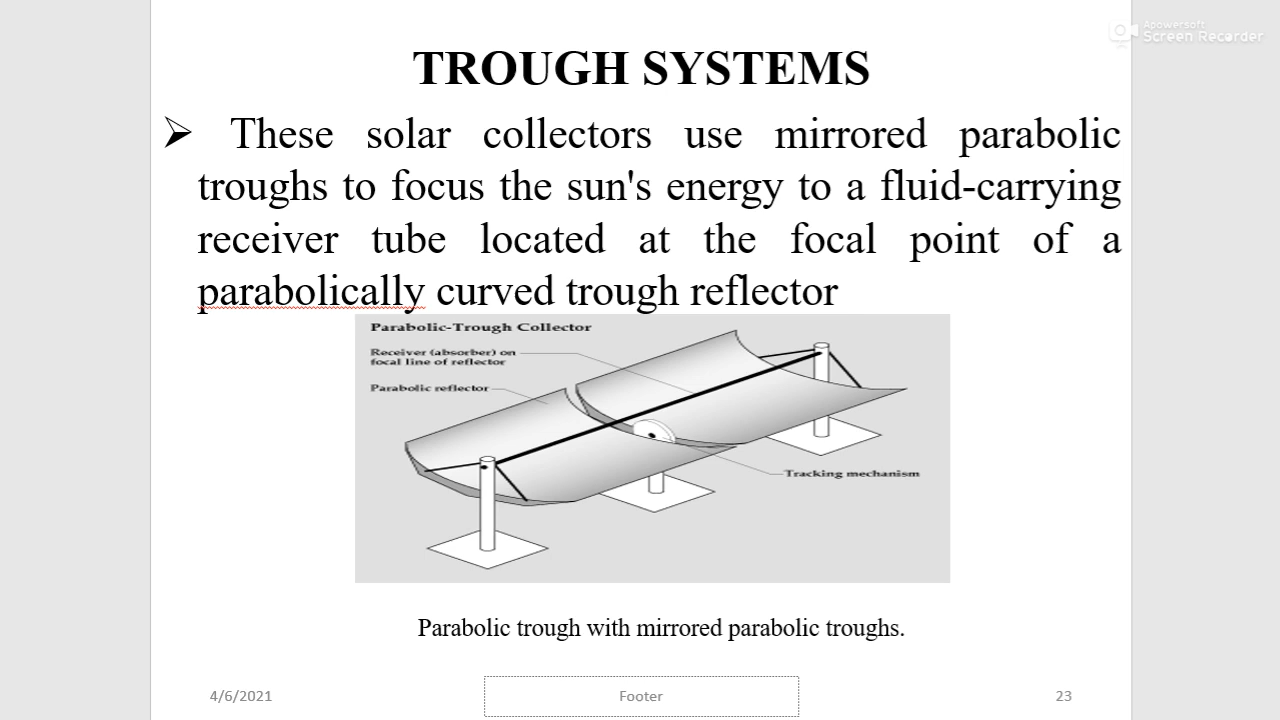 Apowersoft
Screen Recorder
TROUGH SYSTEMS
➢ These solar collectors use mirrored parabolic
troughs to focus the sun's energy to a fluid-carrying
receiver tube located at the focal point of a
parabolically curved trough reflector
Parabolic-Trough Collector
Receiver (absorber) on
focal line of reflector
Parabolic reflector
Tracking mechanism
Parabolic trough with mirrored parabolic troughs.
4/6/2021
Footer
23